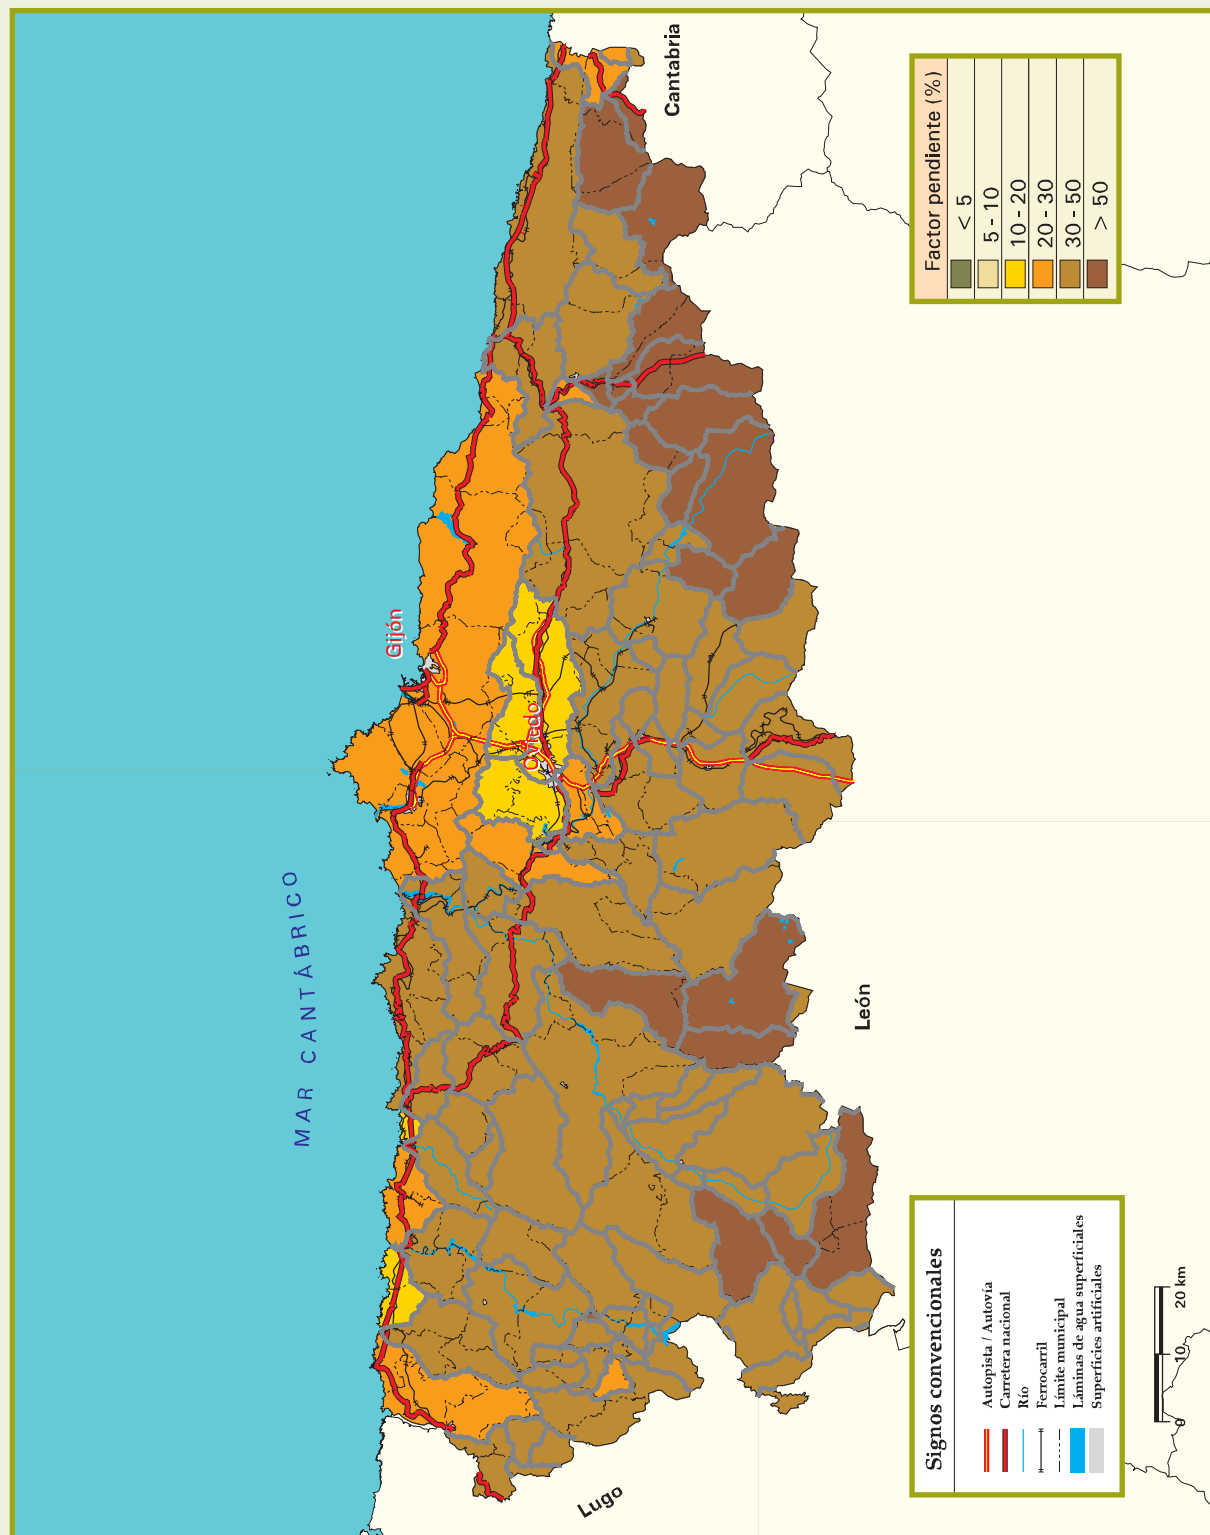 Cantabria
Factor pendiente (%)
< 5
5 - 10
10 - 20
20 - 30
30 - 50
> 50
Gijón
Oviedo
MAR CANTÁBRICO
León
Lugo
Signos convencionales
Autopista / Autovía
Carretera nacional
Río
Ferrocarril
Límite municipal
Láminas de agua superficiales
Superficies artificiales
0 10 20 km